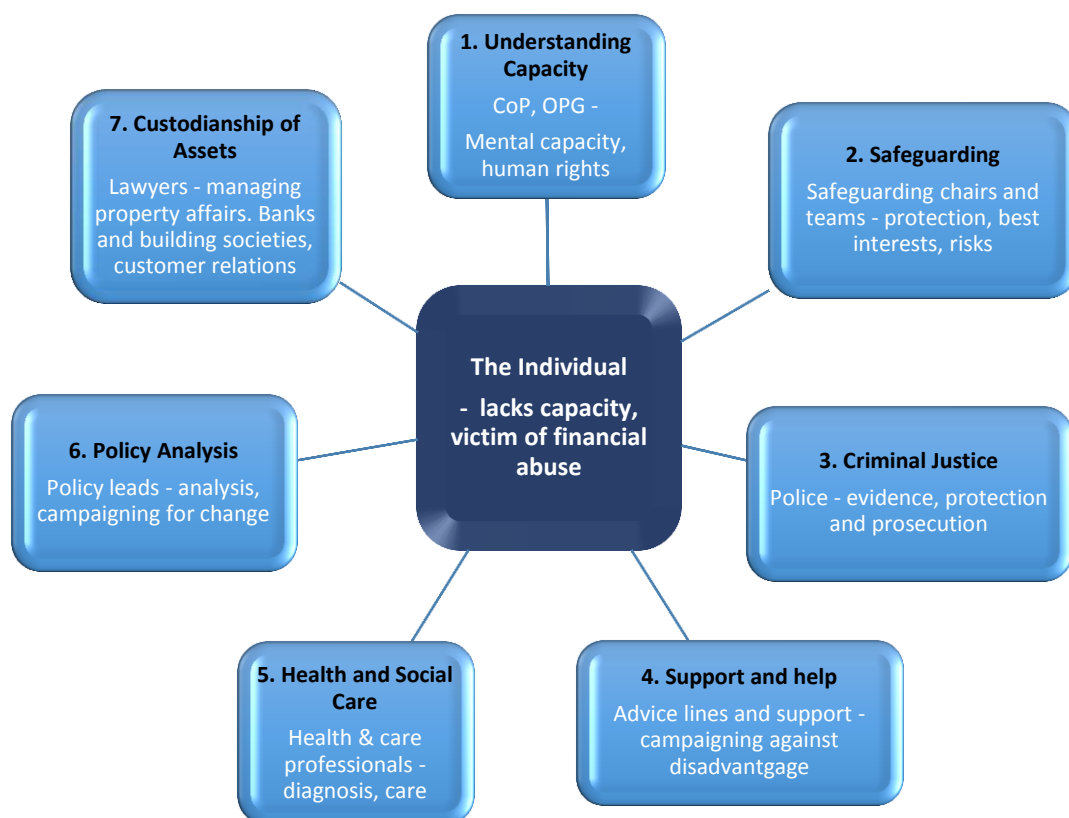 1. Understanding
Capacity
CoP, OPG -
Mental capacity,
human rights
2. Safeguarding
Safeguarding chairs and
teams - protection, best
interests, risks
3. Criminal Justice
Police - evidence, protection
and prosecution
4. Support and help
Advice lines and support -
campaigning against
disadvantgage
5. Health and Social
Care
Health & care
professionals -
diagnosis, care
6. Policy Analysis
Policy leads - analysis,
campaigning for change
7. Custodianship of
Assets
Lawyers - managing
property affairs. Banks
and building societies,
customer relations
The Individual
- lacks capacity,
victim of financial
abuse